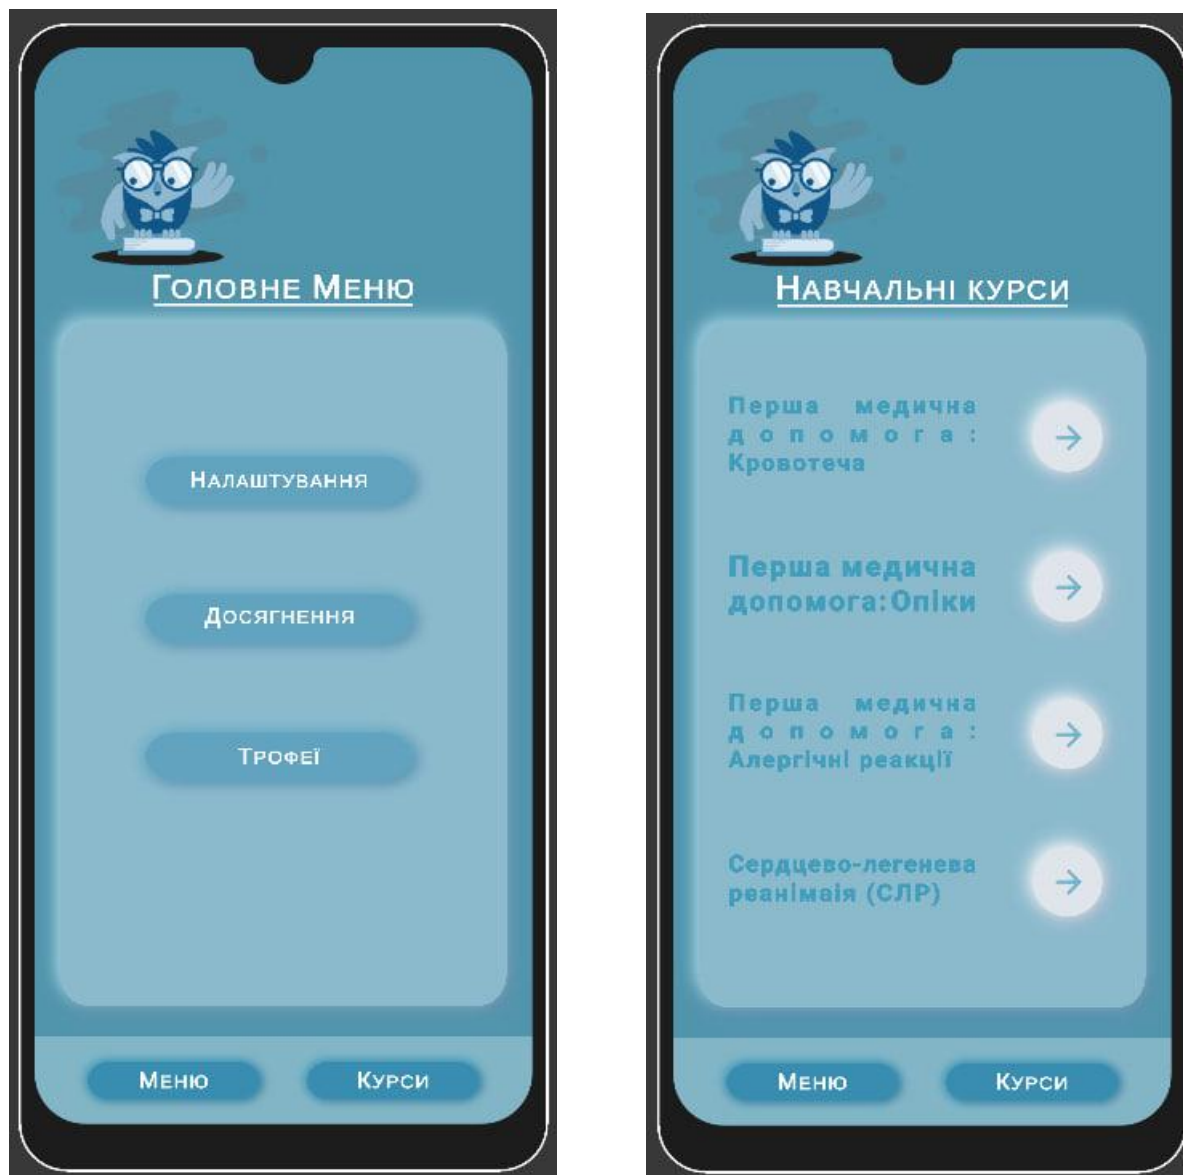 Головне Меню
Налаштування
Досягнення
Трофеї
Меню Курси
Навчальні курси
Перша медична
допомога:
Кровотеча
Перша медична
допомога:Опіки
Перша медична
допомога:
Алергічні реакції
Сердцево-легенева
реанімаія (СЛР)
Меню Курси